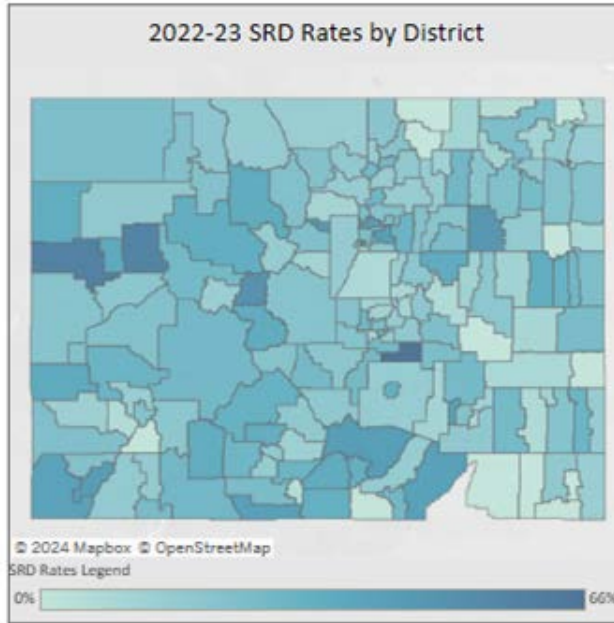 2022-23 SRD Rates by District
© 2024 Mapbox © OpenStreetMap
SRD Rates Legend
0% 66%